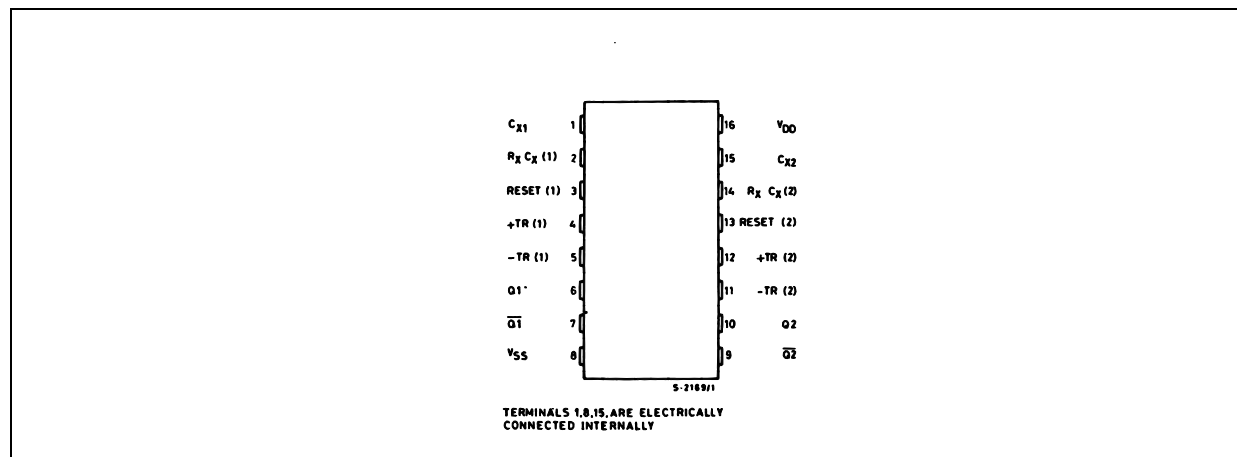 CX1 1 16 VDD
RX CX (1) 2 15 CX2
RESET (1) 3 14 RX CX (2)
+TR (1) 4 13 RESET (2)
-TR (1) 5 12 +TR (2)
Q1 6 11 -TR (2)
Q1 7 10 Q2
VSS 8 9 Q2
S-2169/1
TERMINALS 1,8,15,ARE ELECTRICALLY
CONNECTED INTERNALLY